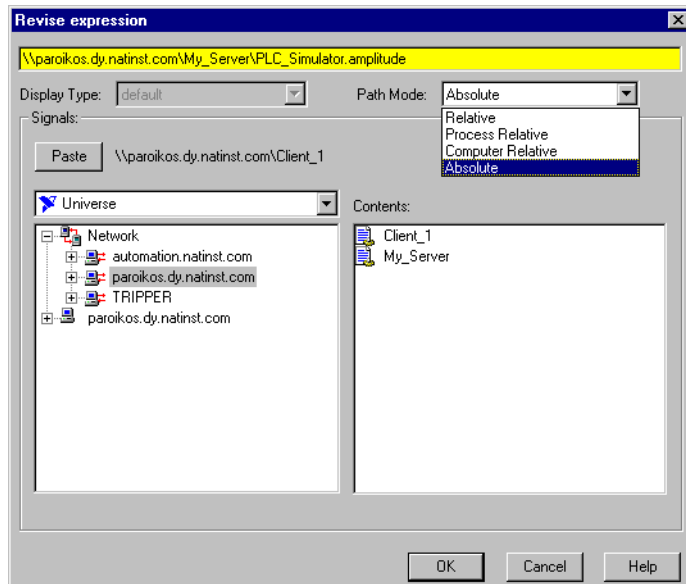 Revise expression
\\paroikos.dy.natinst.com\My_Server\PLC_Simulator.amplitude
Display Type: default Path Mode: Absolute
Signals:
Relative
Process Relative
Computer Relative
Absolute
Paste \\paroikos.dy.natinst.com\Client_1
Universe
Contents:
Network
automation.natinst.com
paroikos.dy.natinst.com
TRIPPER
paroikos.dy.natinst.com
Client_1
My_Server
OK Cancel Help